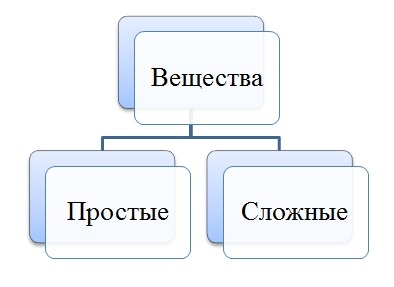 Вещества
Простые
Сложные